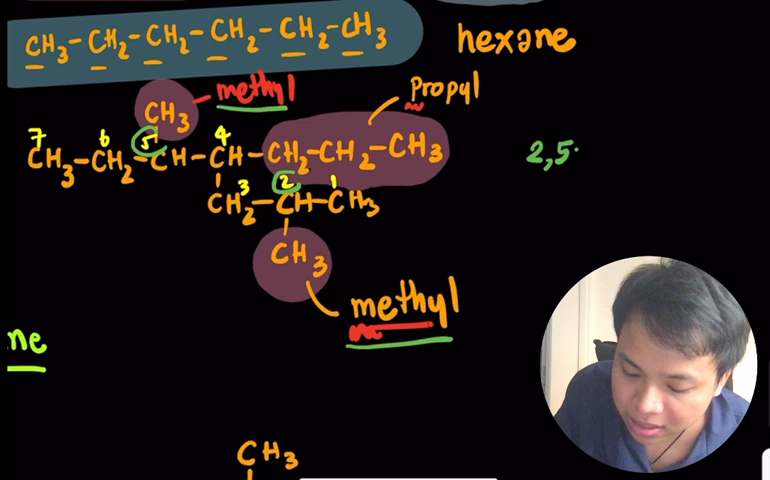 CH3-CH2-CH2-CH2-CH2-CH3 hexane
methyl
Propyl
CH3
7 6 5 4
CH3-CH2-CH-CH-CH2-CH2-CH3
2,5.
3 2 1
CH2-CH-CH3
CH3
methyl
ne
CH3